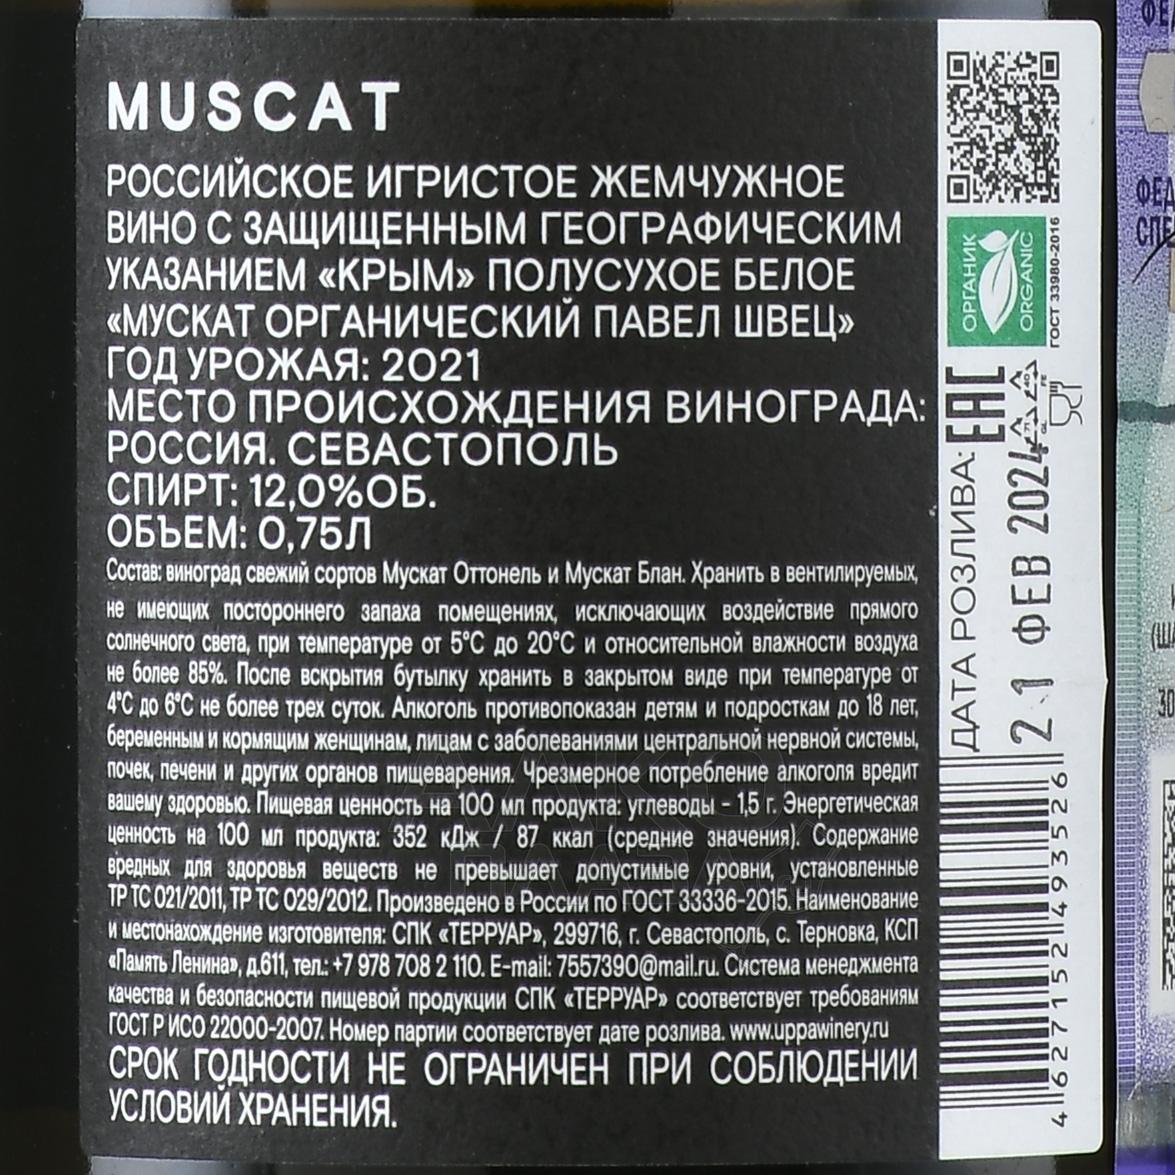 MUSCAT
РОССИЙСКОЕ ИГРИСТОЕ ЖЕМЧУЖНОЕ
ВИНО С ЗАЩИЩЕННЫМ ГЕОГРАФИЧЕСКИМ
УКАЗАНИЕМ «КРЫМ» ПОЛУСУХОЕ БЕЛОЕ
«МУСКАТ ОРГАНИЧЕСКИЙ ПАВЕЛ ШВЕЦ»
ГОД УРОЖАЯ: 2021
МЕСТО ПРОИСХОЖДЕНИЯ ВИНОГРАДА:
РОССИЯ. СЕВАСТОПОЛЬ
СПИРТ: 12,0%ОБ.
ОБЪЕМ: 0,75Л
Состав: виноград свежий сортов Мускат Оттонель и Мускат Блан. Хранить в вентилируемых,
не имеющих постороннего запаха помещениях, исключающих воздействие прямого
солнечного света, при температуре от 5°С до 20°С и относительной влажности воздуха
не более 85%. После вскрытия бутылку хранить в закрытом виде при температуре от
4°С до 6°С не более трех суток. Алкоголь противопоказан детям и подросткам до 18 лет,
беременным и кормящим женщинам, лицам с заболеваниями центральной нервной системы,
почек, печени и других органов пищеварения. Чрезмерное потребление алкоголя вредит
вашему здоровью. Пищевая ценность на 100 мл продукта: углеводы – 1,5 г. Энергетическая
ценность на 100 мл продукта: 352 кДж / 87 ккал (средние значения). Содержание
вредных для здоровья веществ не превышает допустимые уровни, установленные
ТР ТС 021/2011, ТР ТС 029/2012. Произведено в России по ГОСТ 33336-2015. Наименование
и местонахождение изготовителя: СПК «ТЕРРУАР», 299716, г. Севастополь, с. Терновка, КСП
«Память Ленина», д.611, тел.: +7 978 708 2 110. E-mail: 7557390@mail.ru. Система менеджмента
качества и безопасности пищевой продукции СПК «ТЕРРУАР» соответствует требованиям
ГОСТ Р ИСО 22000-2007. Номер партии соответствует дате розлива. www.uppawinery.ru
СРОК ГОДНОСТИ НЕ ОГРАНИЧЕН ПРИ СОБЛЮДЕНИИ
УСЛОВИЙ ХРАНЕНИЯ.
ОРГАНИК
ORGANIC
ГОСТ 33980-2016
EAC
ДАТА РОЗЛИВА:
21 ФЕВ 2024
4 627152 493526
ФЕД
СПЕ